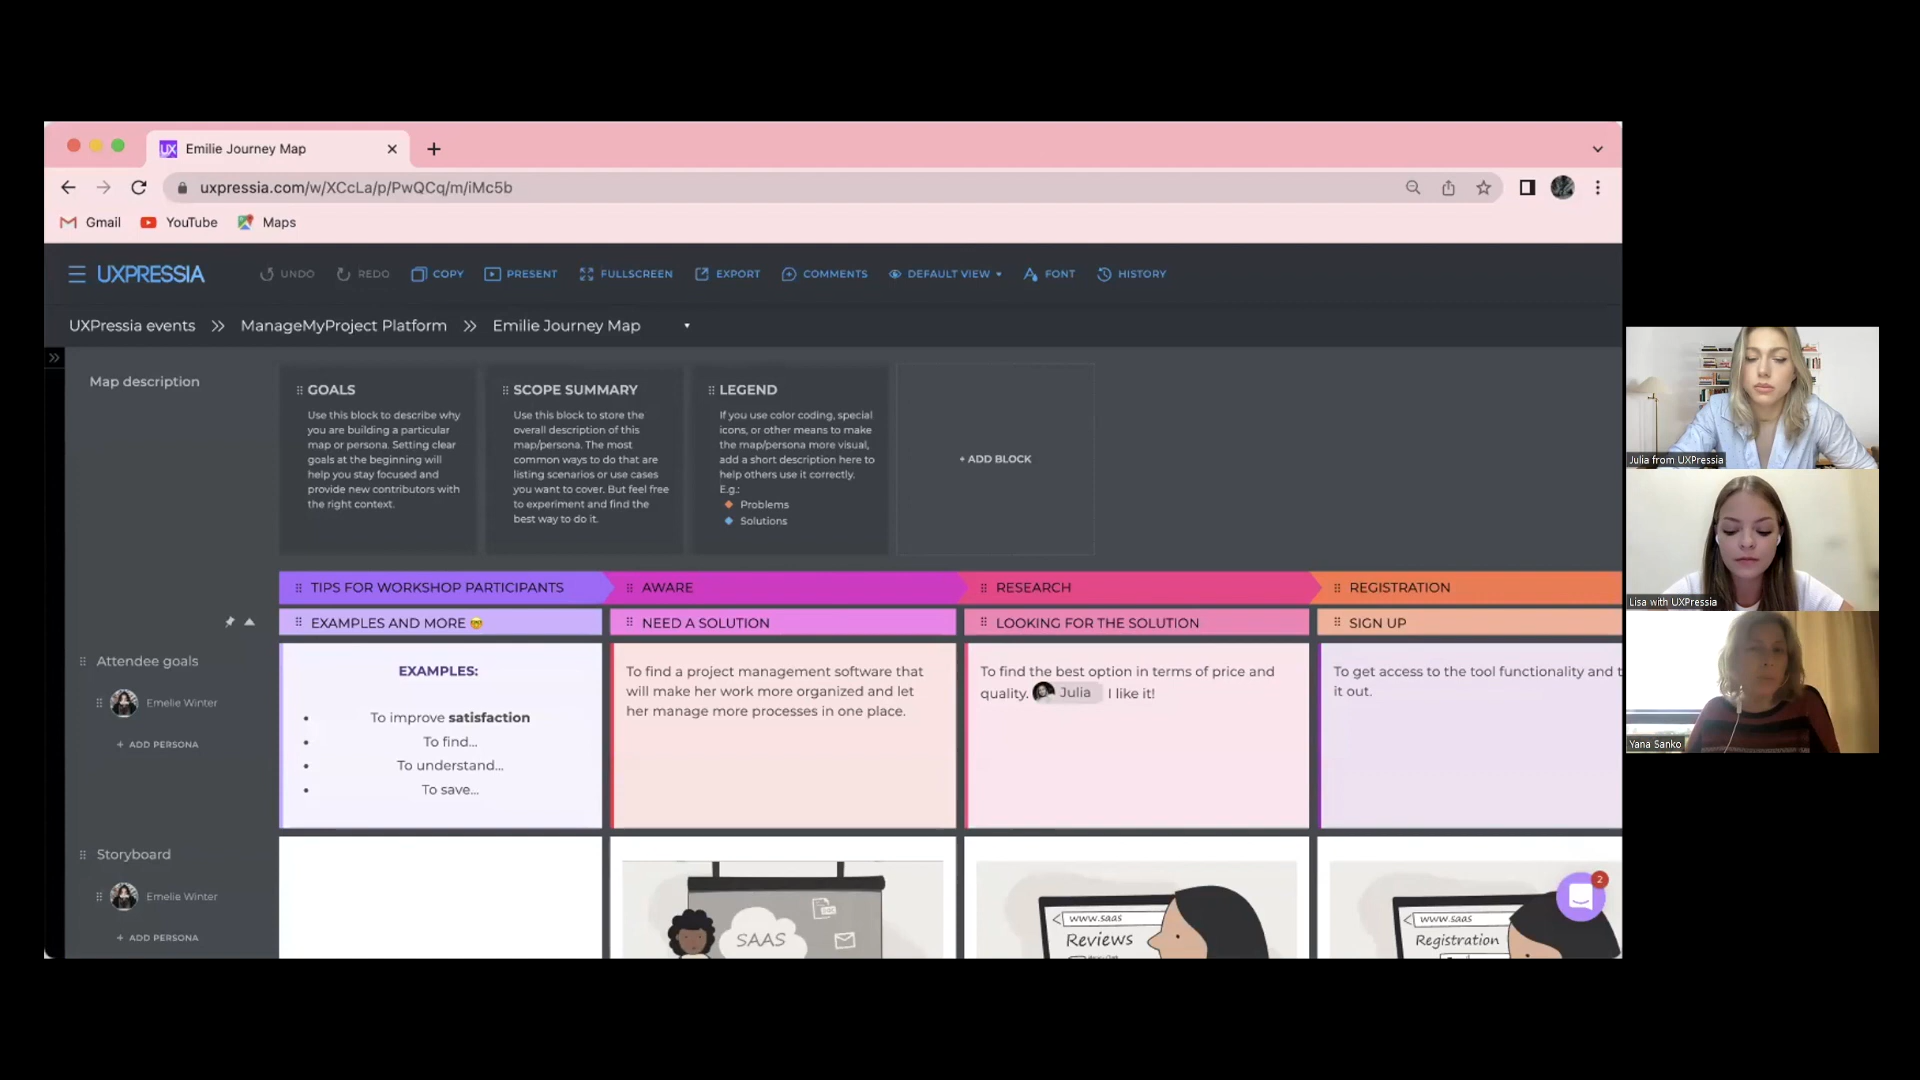 UX Emilie Journey Map
uxpressia.com/w/XCcLa/p/PwQCq/m/iMc5b
Gmail YouTube Maps
UXPRESSIA UNDO REDO COPY PRESENT FULLSCREEN EXPORT COMMENTS DEFAULT VIEW FONT HISTORY
UXPressia events >> ManageMyProject Platform >> Emilie Journey Map
Map description
GOALS
Use this block to describe why
you are building a particular
map or persona. Setting clear
goals at the beginning will
help you stay focused and
provide new contributors with
the right context.
SCOPE SUMMARY
Use this block to store the
overall description of this
map/persona. The most
common ways to do that are
listing scenarios or use cases
you want to cover. But feel free
to experiment and find the
best way to do it.
LEGEND
If you use color coding, special
icons, or other means to make
the map/persona more visual,
add a short description here to
help others use it correctly.
E.g.:
Problems
Solutions
+ ADD BLOCK
TIPS FOR WORKSHOP PARTICIPANTS AWARE RESEARCH REGISTRATION
EXAMPLES AND MORE 🤓 NEED A SOLUTION LOOKING FOR THE SOLUTION SIGN UP
Attendee goals
Emelie Winter
+ ADD PERSONA
EXAMPLES:
• To improve satisfaction
• To find...
• To understand...
• To save...
To find a project management software that
will make her work more organized and let
her manage more processes in one place.
To find the best option in terms of price and
quality. Julia I like it!
To get access to the tool functionality and t
it out.
Storyboard
Emelie Winter
+ ADD PERSONA
SAAS
www.saas
Reviews
www.saas
Registration
2
Julia from UXPressia
Lisa with UXPressia
Yana Sanko